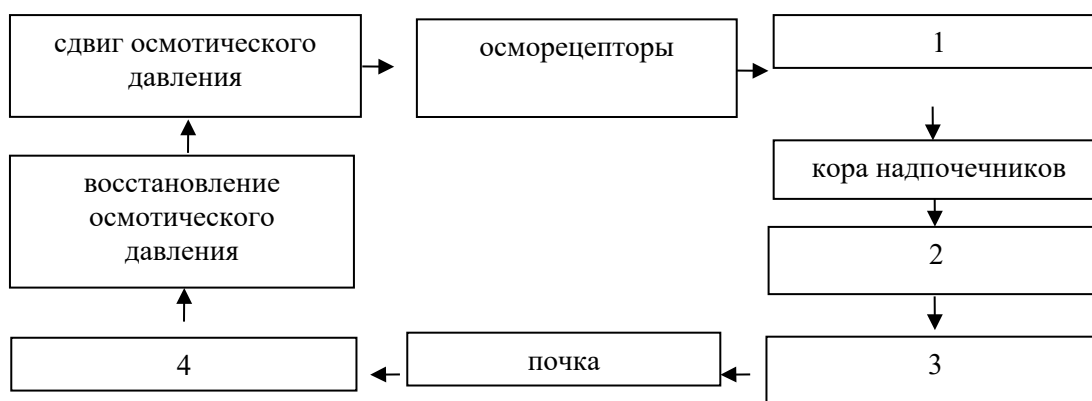 сдвиг осмотического
давления
осморецепторы
1
кора надпочечников
2
3
почка
4
восстановление
осмотического
давления